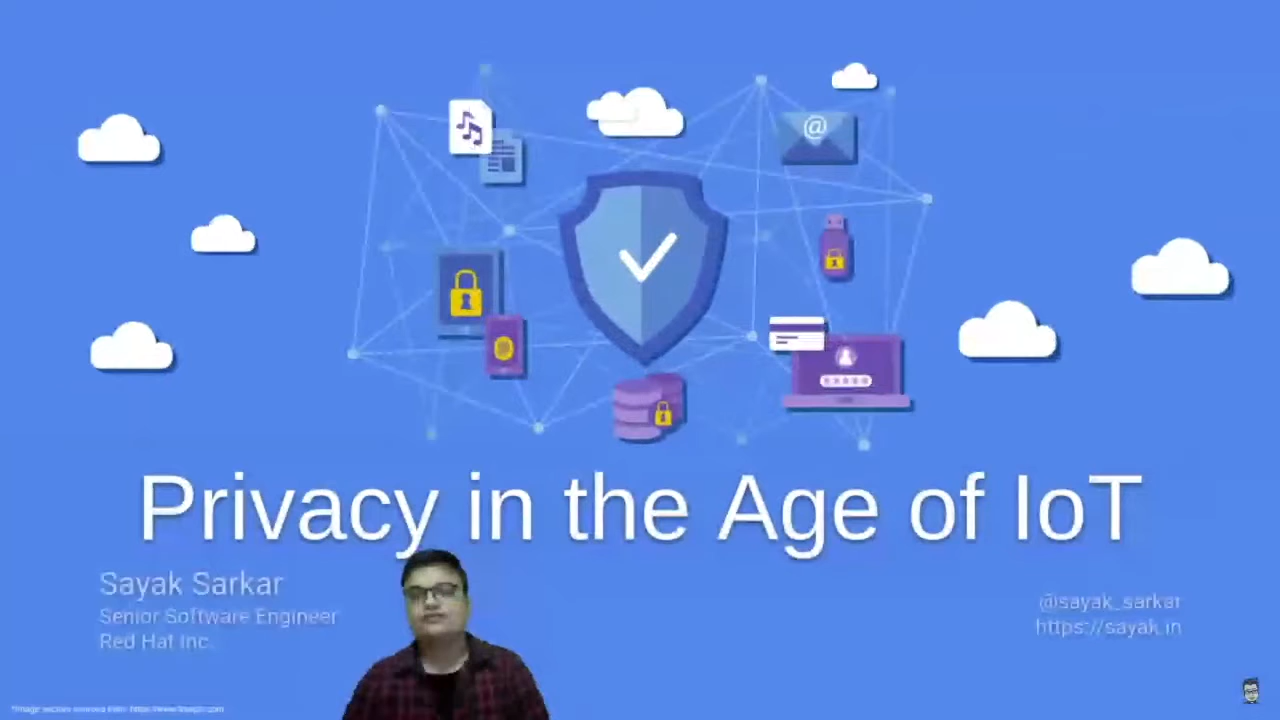 @
Privacy in the Age of IoT
Sayak Sarkar
Senior Software Engineer
Red Hat Inc.
@sayak_sarkar
https://sayak.in